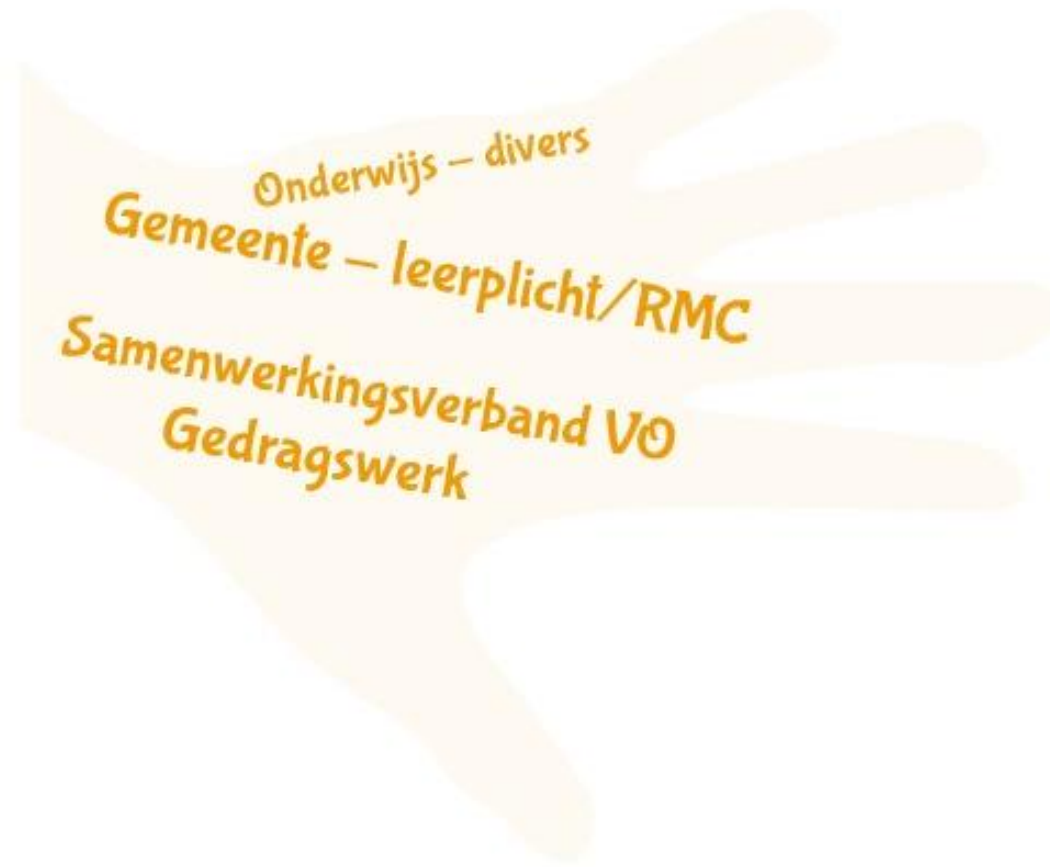 Onderwijs – divers
Gemeente – leerplicht/RMC
Samenwerkingsverband VO
Gedragswerk